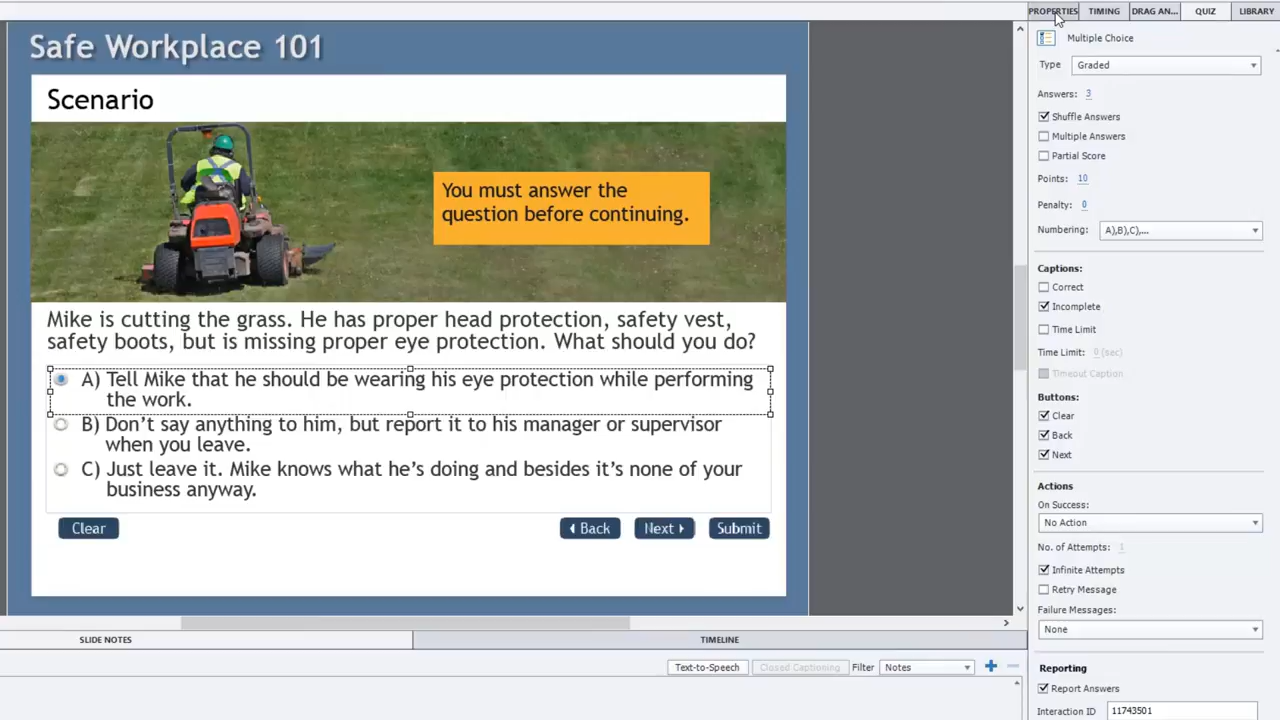 PROPERTIES TIMING DRAG AN... QUIZ LIBRARY
Safe Workplace 101
Multiple Choice
Type Graded
Scenario
Answers: 3
Shuffle Answers
Multiple Answers
Partial Score
You must answer the
question before continuing.
Points: 10
Penalty: 0
Numbering: A),B),C),...
Captions:
Correct
Incomplete
Time Limit
Time Limit: 0 (sec)
Timeout Caption
Mike is cutting the grass. He has proper head protection, safety vest,
safety boots, but is missing proper eye protection. What should you do?
A) Tell Mike that he should be wearing his eye protection while performing
the work.
B) Don't say anything to him, but report it to his manager or supervisor
when you leave.
C) Just leave it. Mike knows what he's doing and besides it's none of your
business anyway.
Clear Back Next Submit
Buttons:
Clear
Back
Next
Actions
On Success:
No Action
No. of Attempts: 1
Infinite Attempts
Retry Message
Failure Messages:
None
SLIDE NOTES TIMELINE
Text-to-Speech Closed Captioning Filter Notes
Reporting
Report Answers
Interaction ID 11743501